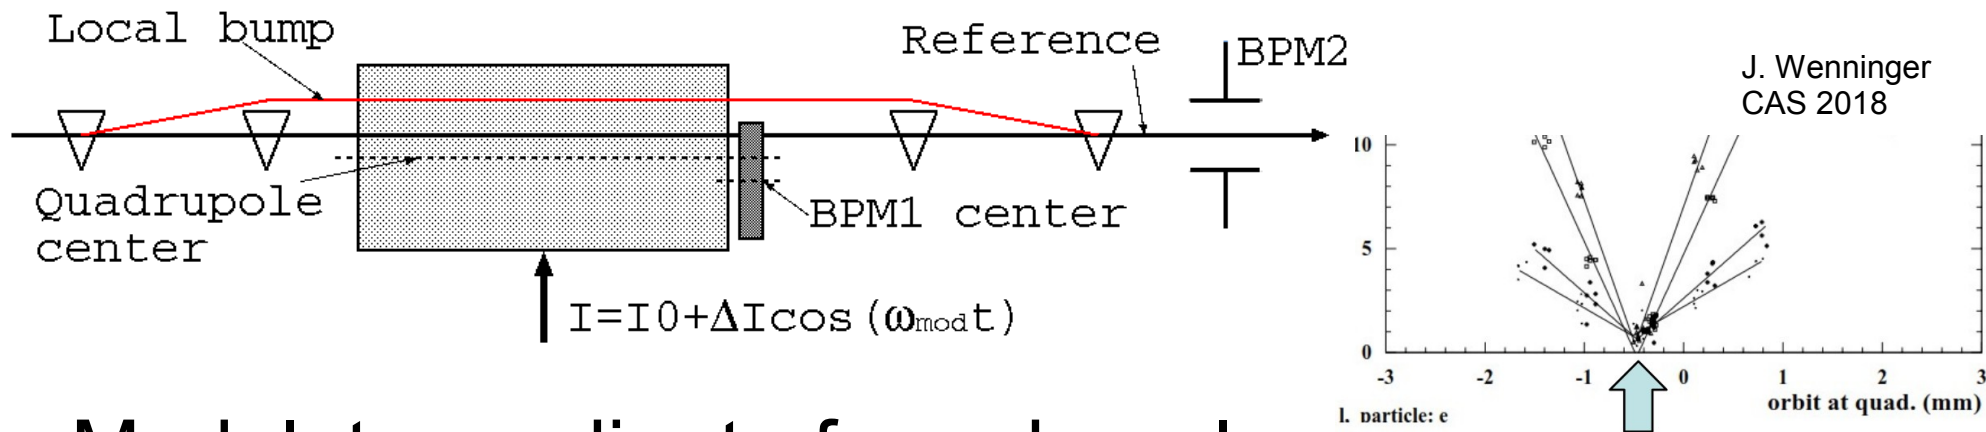 Local bump
Reference
BPM2
J. Wenninger
CAS 2018
Quadrupole
center
BPM1 center
I=I0+ΔIcos(ωmodt)
10
5
0
-3 -2 -1 0 1 2 3
orbit at quad. (mm)
l. particle: e